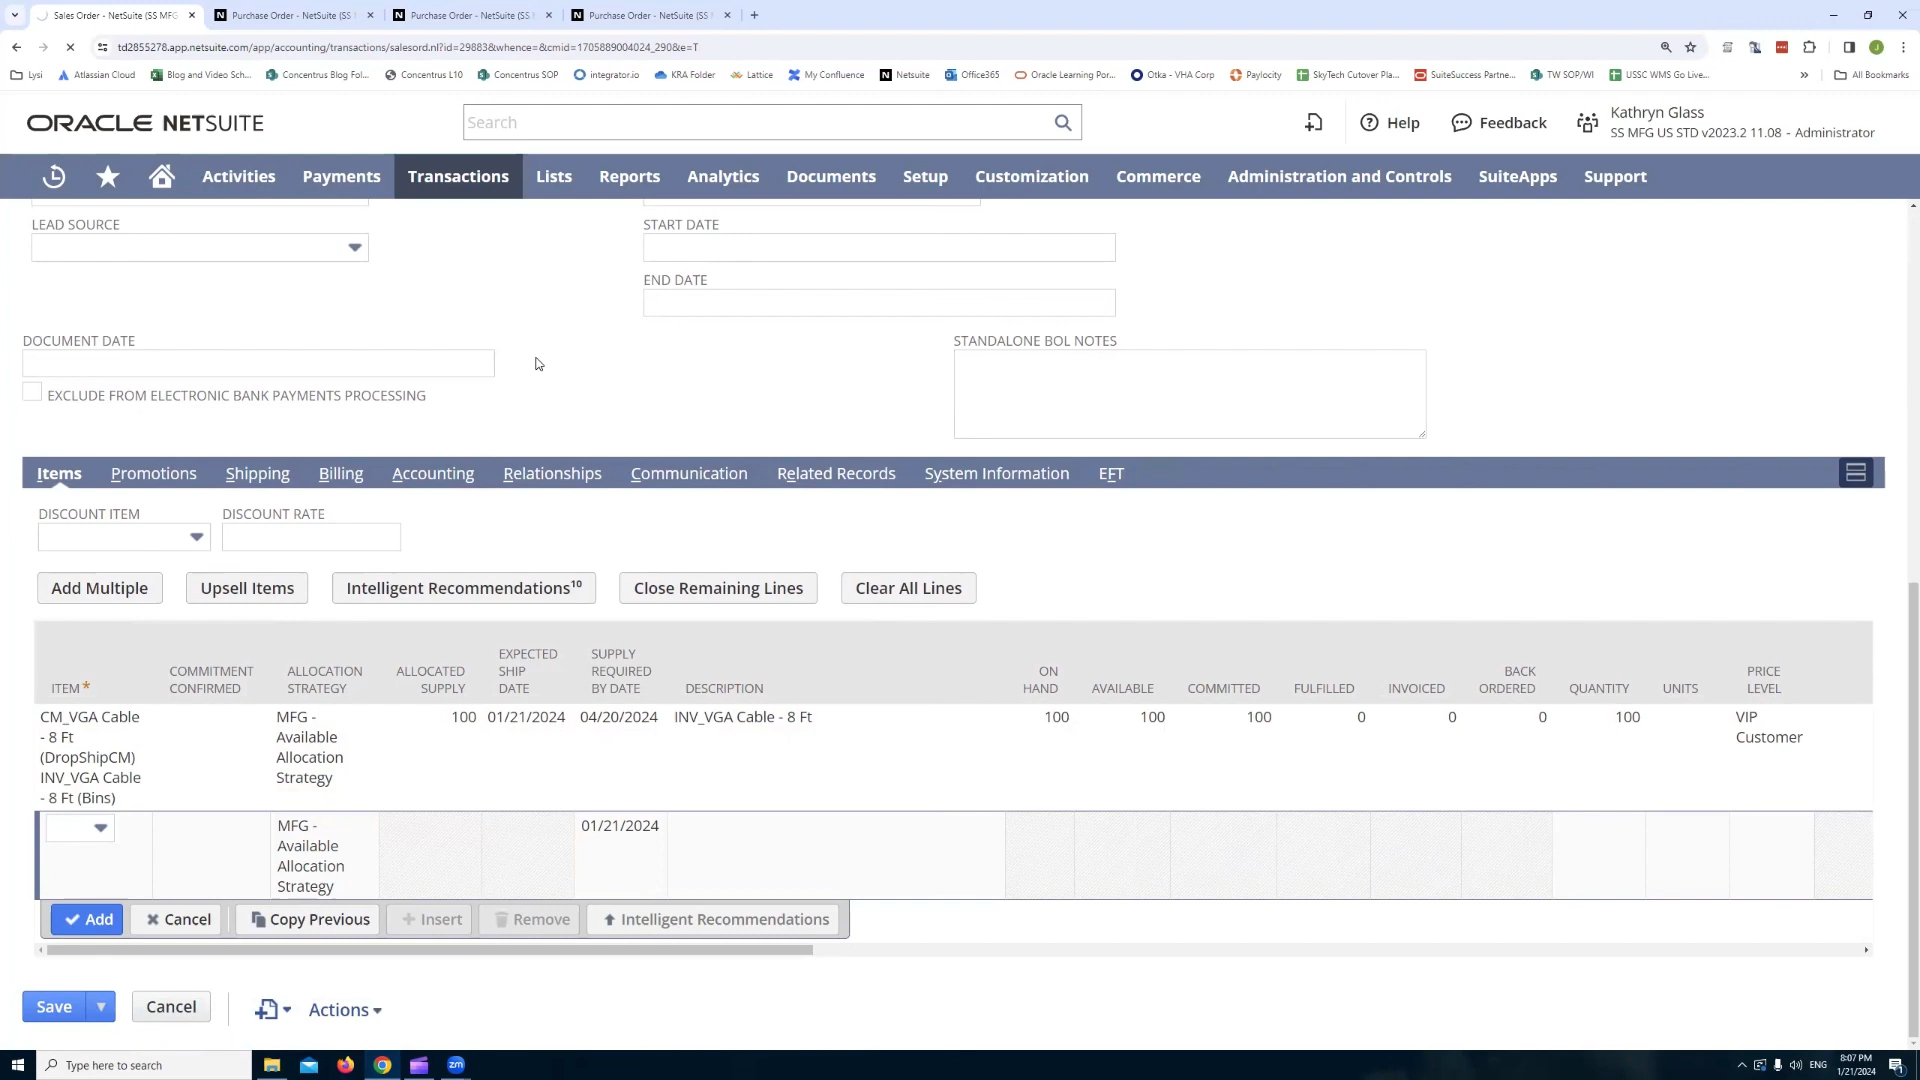 Sales Order - NetSuite (SS MFG
Purchase Order - NetSuite (SS
Purchase Order - NetSuite (SS
Purchase Order - NetSuite (SS
td2855278.app.netsuite.com/app/accounting/transactions/salesord.nl?id=29883&whence=&cmid=1705889004024_290&e=T
Lysi
Atlassian Cloud
Blog and Video Sch...
Concentrus Blog Fol...
Concentrus L10
Concentrus SOP
integrator.io
KRA Folder
Lattice
My Confluence
Netsuite
Office365
Oracle Learning Por...
Otka - VHA Corp
Paylocity
SkyTech Cutover Pla...
SuiteSuccess Partne...
TW SOP/WI
USSC WMS Go Live...
All Bookmarks
ORACLE NETSUITE
Search
Help
Feedback
Kathryn Glass
SS MFG US STD v2023.2 11.08 - Administrator
Activities Payments Transactions Lists Reports Analytics Documents Setup Customization Commerce Administration and Controls SuiteApps Support
LEAD SOURCE
START DATE
END DATE
DOCUMENT DATE
STANDALONE BOL NOTES
EXCLUDE FROM ELECTRONIC BANK PAYMENTS PROCESSING
Items Promotions Shipping Billing Accounting Relationships Communication Related Records System Information EFT
DISCOUNT ITEM
DISCOUNT RATE
Add Multiple
Upsell Items
Intelligent Recommendations10
Close Remaining Lines
Clear All Lines
ITEM *
COMMITMENT
CONFIRMED
ALLOCATION
STRATEGY
ALLOCATED
SUPPLY
EXPECTED
SHIP
DATE
SUPPLY
REQUIRED
BY DATE
DESCRIPTION
ON
HAND
AVAILABLE
COMMITTED
FULFILLED
INVOICED
BACK
ORDERED
QUANTITY
UNITS
PRICE
LEVEL
CM_VGA Cable
- 8 Ft
(DropShipCM)
INV_VGA Cable
- 8 Ft (Bins)
MFG -
Available
Allocation
Strategy
100
01/21/2024
04/20/2024
INV_VGA Cable - 8 Ft
100
100
100
0
0
0
100
VIP
Customer
MFG -
Available
Allocation
Strategy
01/21/2024
Add
Cancel
Copy Previous
Insert
Remove
Intelligent Recommendations
Save
Cancel
Actions
Type here to search
zm
ENG
8:07 PM
1/21/2024
1